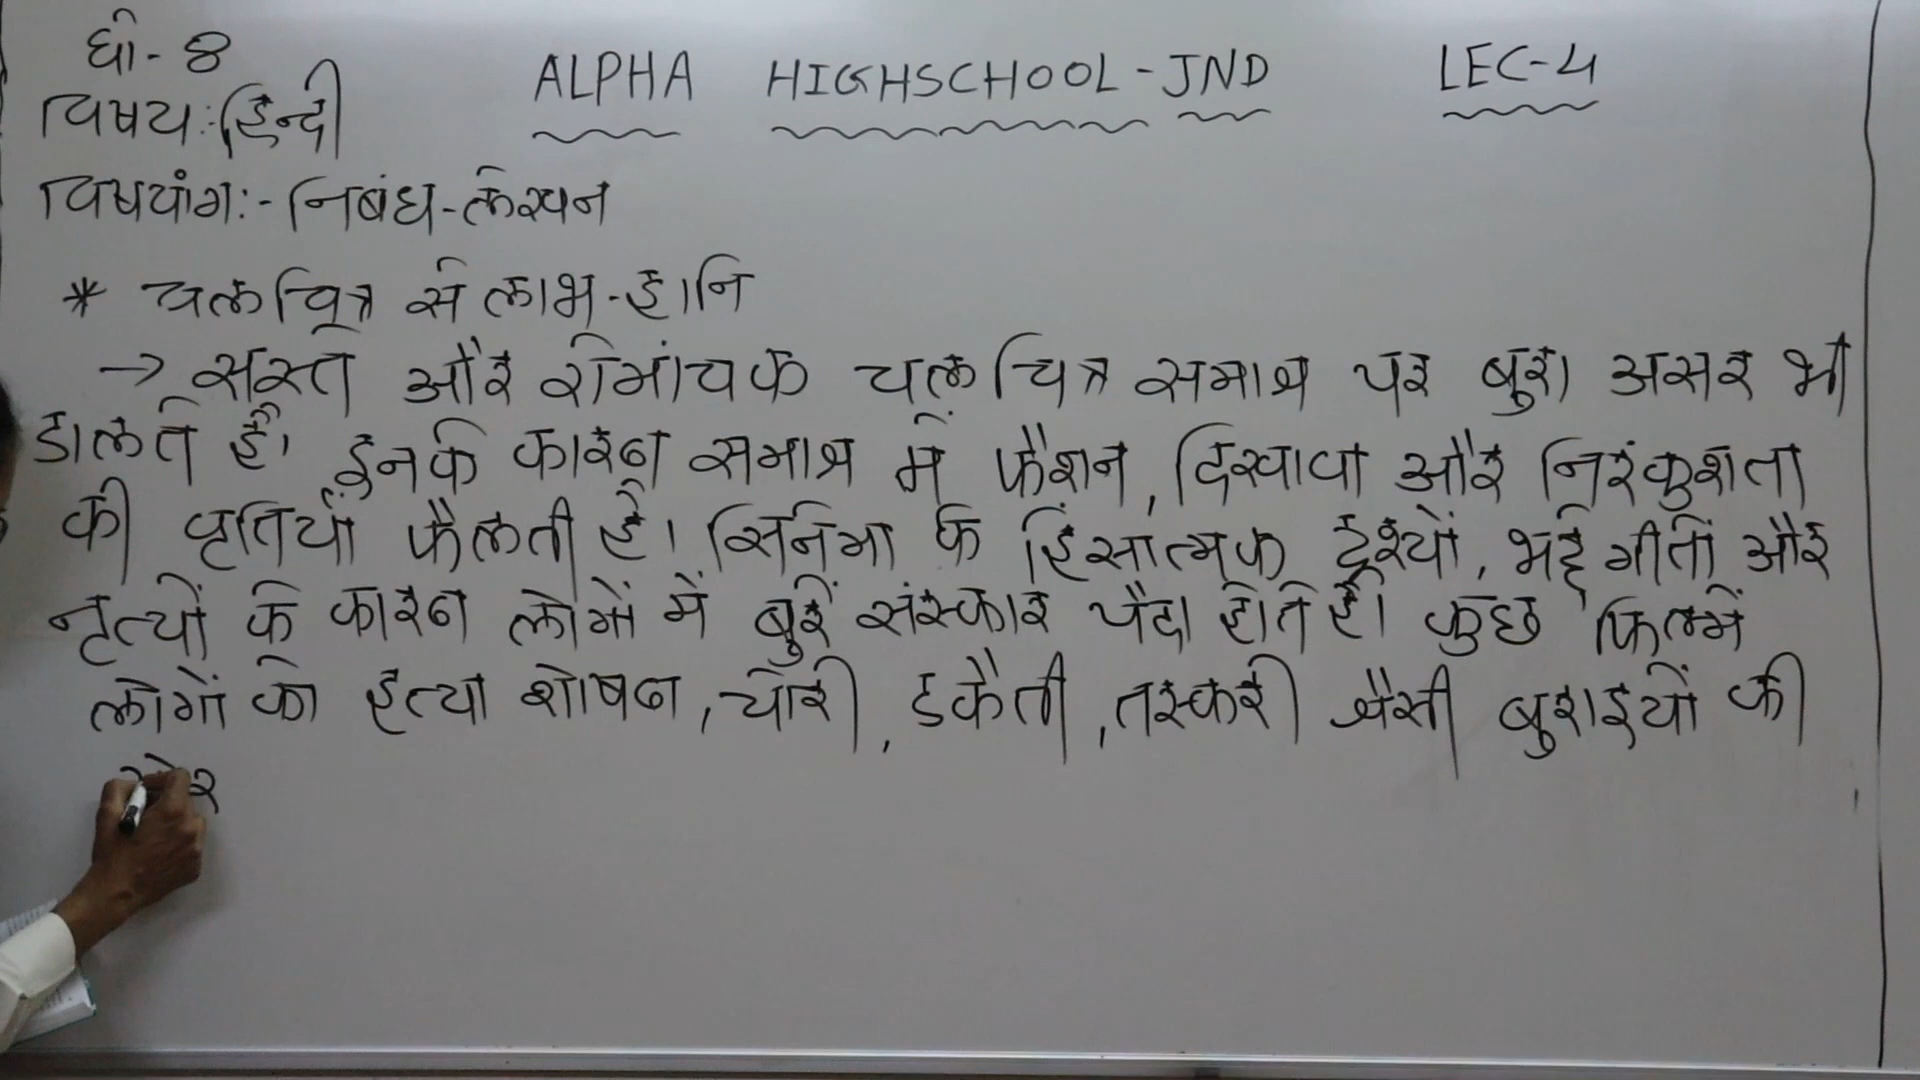 धो-8
ALPHA HIGHSCHOOL-JND
LEC-4
विषय:हिन्दी
विषयांग:-निबंध-लेखन
* चलचित्र से लाभ-हानि
→ सस्ते और रोमांचक चलचित्र समाज पर बुरा असर भी
डालते हैं। इनके कारण समाज में फैशन, दिखावा और निरंकुशता
की वृतियाँ फैलती है। सिनेमा के हिंसात्मक द्रश्यों, भद्दे गीतों और
नृत्यों के कारण लोगों में बुरें संस्कार पैदा होते है। कुछ फिल्में
लोगों को हत्या शोषण, चोरी, डकैती, तस्करी जैसी बुराइयों की